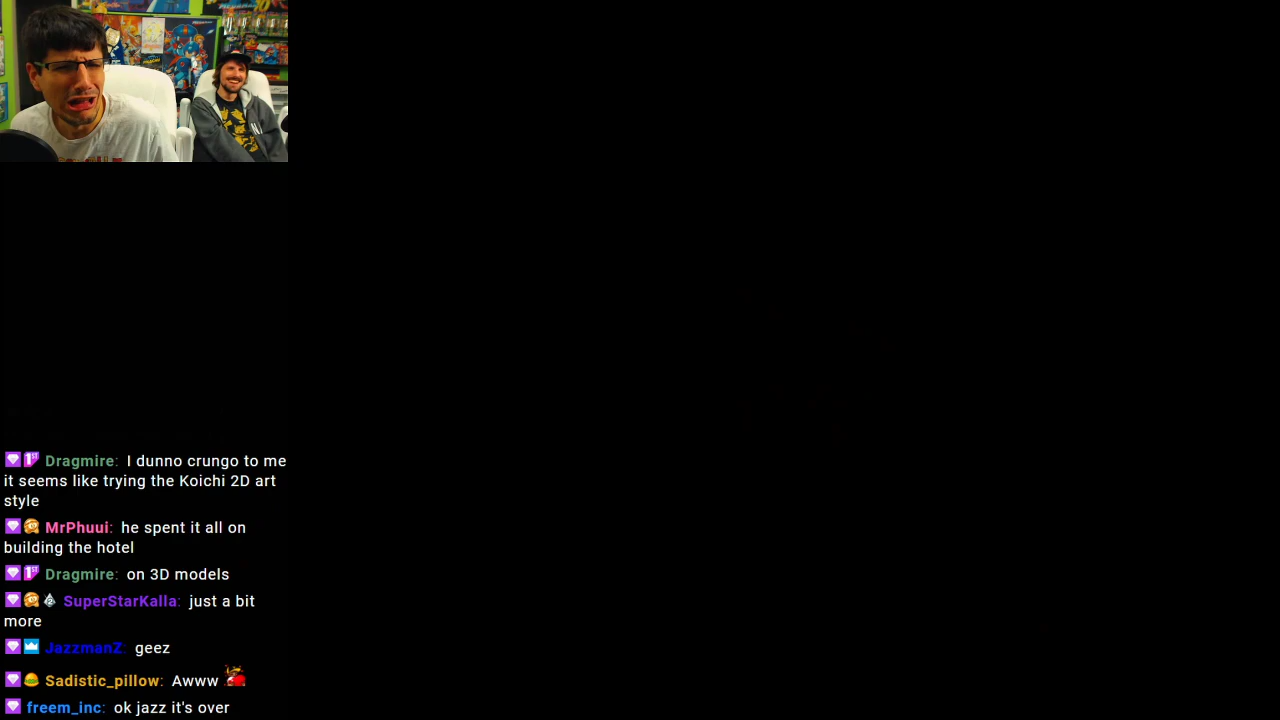 Dragmire: I dunno crungo to me
it seems like trying the Koichi 2D art
style
MrPhuui: he spent it all on
building the hotel
Dragmire: on 3D models
SuperStarKalla: just a bit
more
JazzmanZ: geez
Sadistic_pillow: Awww
freem_inc: ok jazz it's over